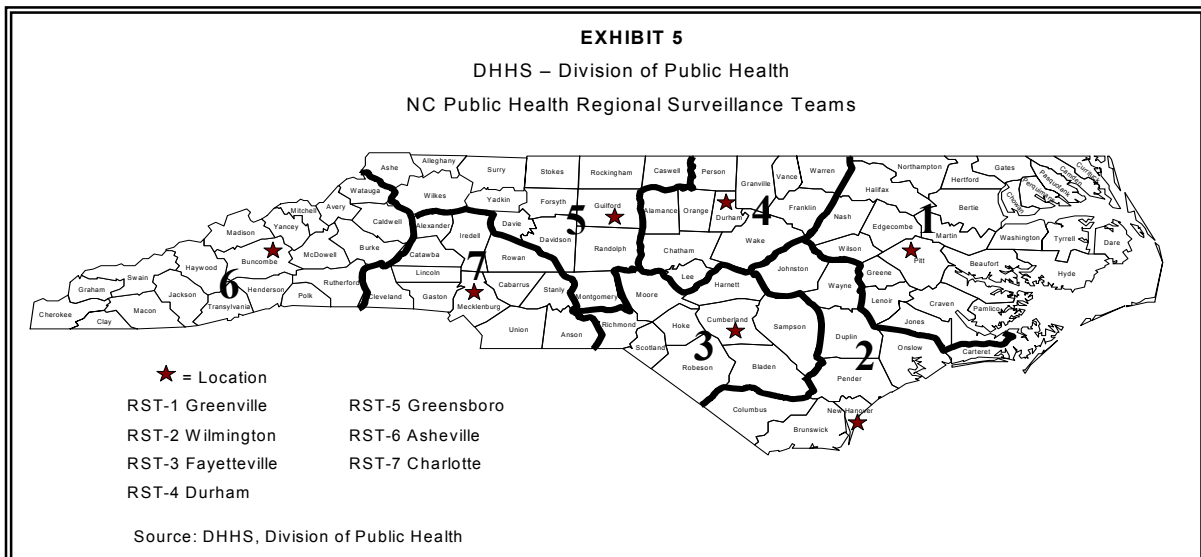 EXHIBIT 5
DHHS – Division of Public Health
NC Public Health Regional Surveillance Teams
Ashe
Alleghany
Surry
Stokes
Rockingham
Caswell
Person
Granville
Vance
Warren
Northampton
Gates
Currituck
Camden
Pasquotank
Perquimans
Chowan
Hertford
Halifax
Bertie
Watauga
Wilkes
Yadkin
Forsyth
Guilford
Alamance
Orange
Durham
Franklin
Nash
Edgecombe
Martin
Washington
Tyrrell
Dare
Mitchell
Avery
Caldwell
Alexander
Iredell
Davie
Davidson
Randolph
Chatham
Wake
Wilson
Pitt
Beaufort
Hyde
Madison
Yancey
Burke
Catawba
Rowan
Lee
Johnston
Greene
Wayne
Lenoir
Craven
Pamlico
Swain
Haywood
Buncombe
McDowell
Rutherford
Lincoln
Cabarrus
Stanly
Montgomery
Moore
Harnett
Jones
Graham
Jackson
Henderson
Polk
Cleveland
Gaston
Mecklenburg
Cherokee
Clay
Macon
Transylvania
Union
Anson
Richmond
Scotland
Hoke
Cumberland
Sampson
Duplin
Onslow
Carteret
Robeson
Bladen
Pender
Columbus
Brunswick
New Hanover
1
2
3
4
5
6
7
= Location
RST-1 Greenville
RST-5 Greensboro
RST-2 Wilmington
RST-6 Asheville
RST-3 Fayetteville
RST-7 Charlotte
RST-4 Durham
Source: DHHS, Division of Public Health